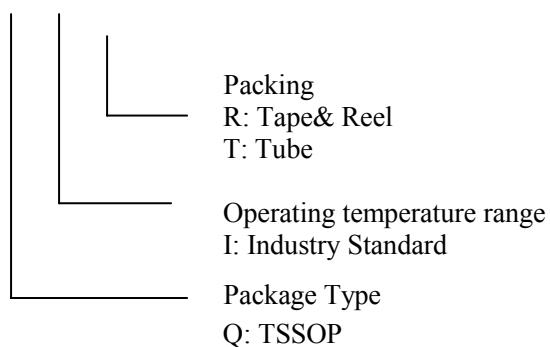 Packing
R: Tape& Reel
T: Tube
Operating temperature range
I: Industry Standard
Package Type
Q: TSSOP